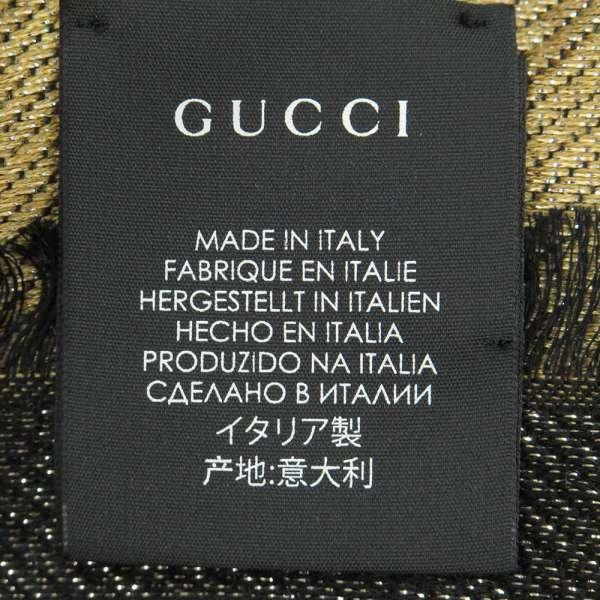 GUCCI
MADE IN ITALY
FABRIQUE EN ITALIE
HERGESTELLT IN ITALIEN
HECHO EN ITALIA
PRODUZIDO NA ITALIA
СДЕЛАНО В ИТАЛИИ
イタリア製
产地:意大利